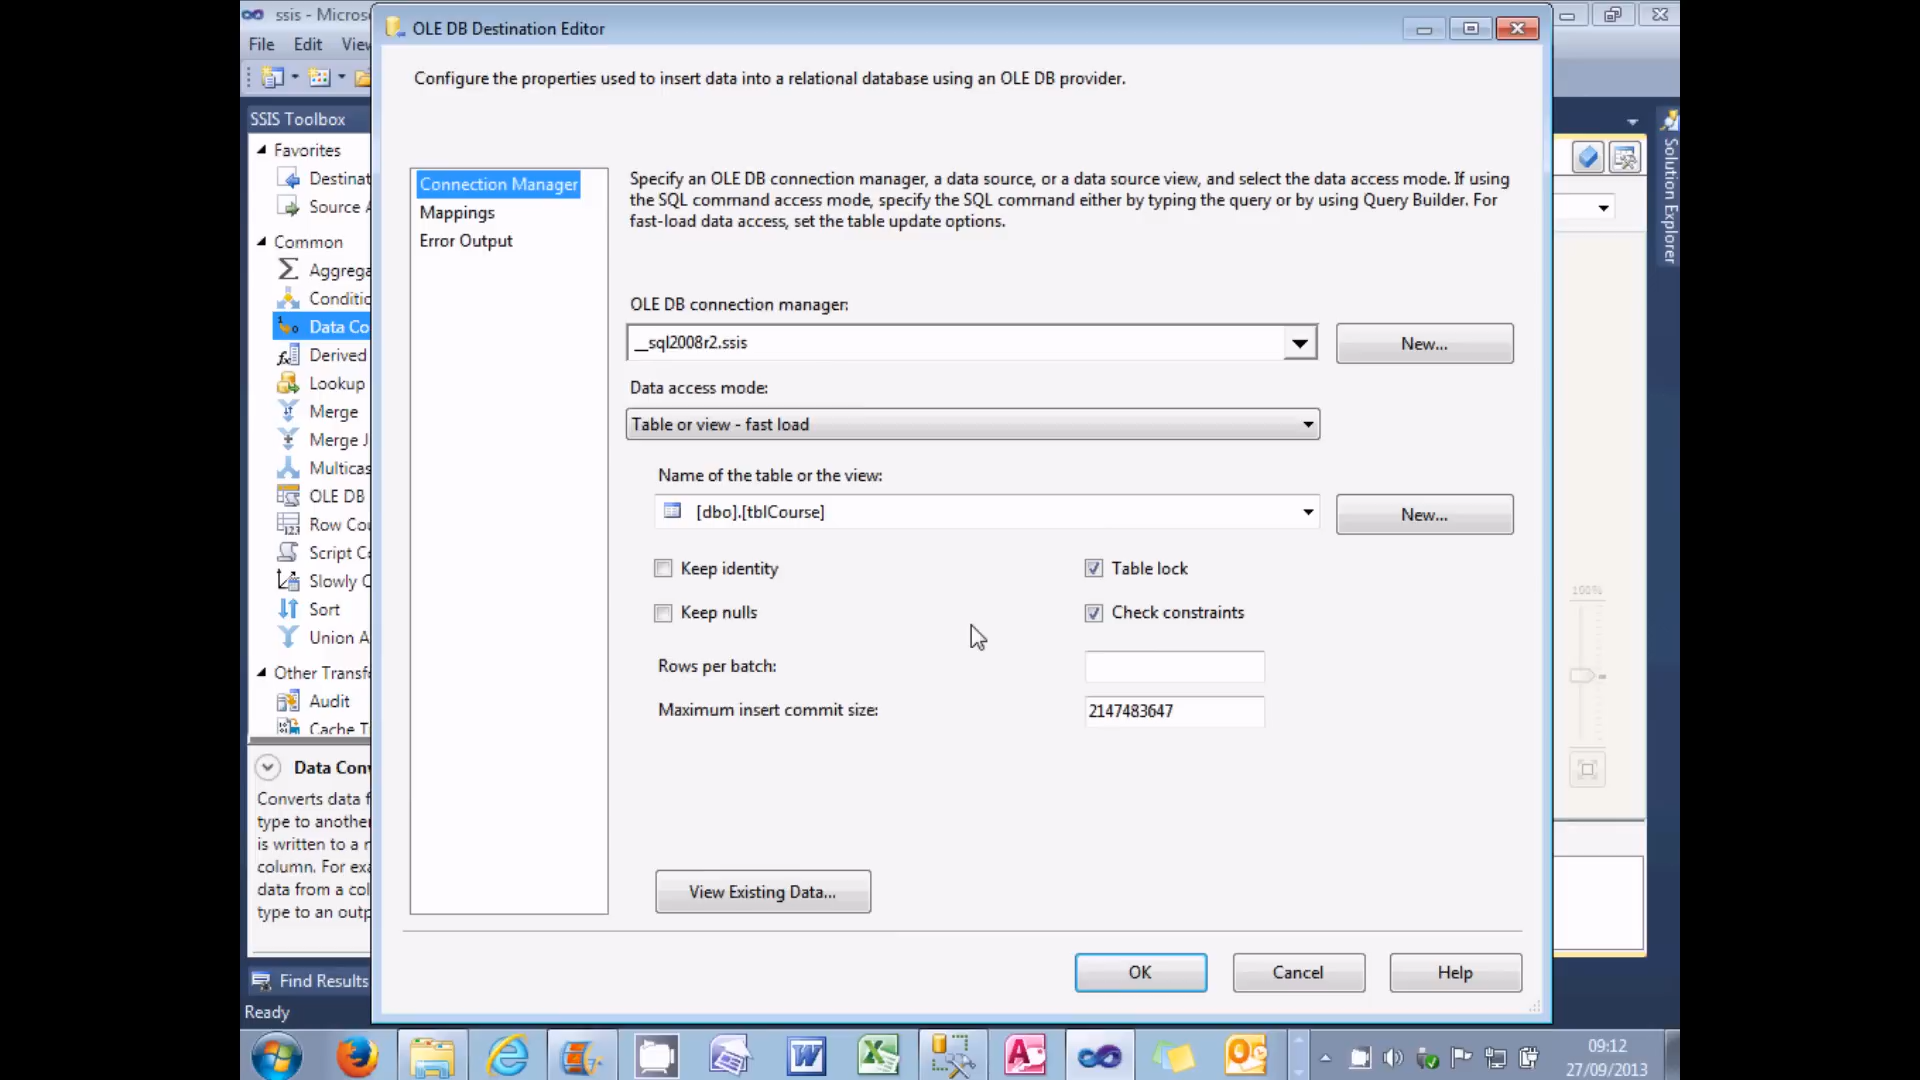 ssis - Micros
OLE DB Destination Editor
File Edit Vie
Configure the properties used to insert data into a relational database using an OLE DB provider.
SSIS Toolbox
Favorites
Destinat
Source A
Common
Aggrega
Conditio
Data Co
Derived
Lookup
Merge
Merge J
Multicas
OLE DB
Row Cou
Script C
Slowly C
Sort
Union A
Other Transf
Audit
Cache T
Connection Manager
Mappings
Error Output
Specify an OLE DB connection manager, a data source, or a data source view, and select the data access mode. If using
the SQL command access mode, specify the SQL command either by typing the query or by using Query Builder. For
fast-load data access, set the table update options.
OLE DB connection manager:
__sql2008r2.ssis
New...
Data access mode:
Table or view - fast load
Name of the table or the view:
[dbo].[tblCourse]
New...
Keep identity
Table lock
Keep nulls
Check constraints
Rows per batch:
Maximum insert commit size:
2147483647
View Existing Data...
OK
Cancel
Help
Solution Explorer
100%
Data Conv
Converts data f
type to another
is written to a n
column. For exa
data from a col
type to an outp
Find Results
Ready
09:12
27/09/2013